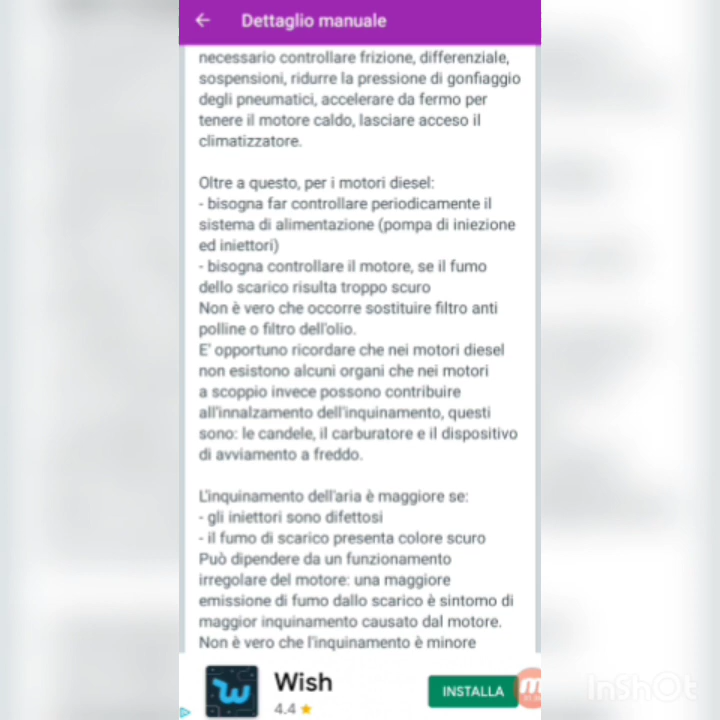 Dettaglio manuale
necessario controllare frizione, differenziale,
sospensioni, ridurre la pressione di gonfiaggio
degli pneumatici, accelerare da fermo per
tenere il motore caldo, lasciare acceso il
climatizzatore.
Oltre a questo, per i motori diesel:
- bisogna far controllare periodicamente il
sistema di alimentazione (pompa di iniezione
ed iniettori)
- bisogna controllare il motore, se il fumo
dello scarico risulta troppo scuro
Non è vero che occorre sostituire filtro anti
polline o filtro dell'olio.
E' opportuno ricordare che nei motori diesel
non esistono alcuni organi che nei motori
a scoppio invece possono contribuire
all'innalzamento dell'inquinamento, questi
sono: le candele, il carburatore e il dispositivo
di avviamento a freddo.
L'inquinamento dell'aria è maggiore se:
- gli iniettori sono difettosi
- il fumo di scarico presenta colore scuro
Può dipendere da un funzionamento
irregolare del motore: una maggiore
emissione di fumo dallo scarico è sintomo di
maggior inquinamento causato dal motore.
Non è vero che l'inquinamento è minore
Wish
4.4
INSTALLA
InShOt